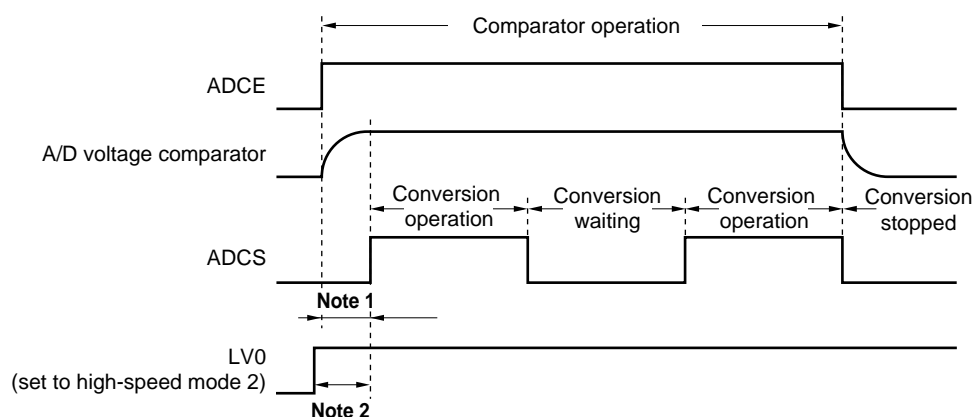 Comparator operation
ADCE
A/D voltage comparator
Conversion
operation
Conversion
waiting
Conversion
operation
Conversion
stopped
ADCS
Note 1
LV0
(set to high-speed mode 2)
Note 2